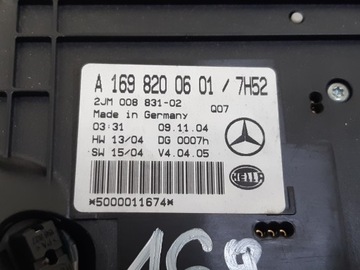 A 169 820 06 01 / 7H52
2JM 008 831-02 Q07
Made in Germany
03:31 09.11.04
HW 13/04 DG 0007h
SW 15/04 V4.04.05
HELLA
*5000011674*
169